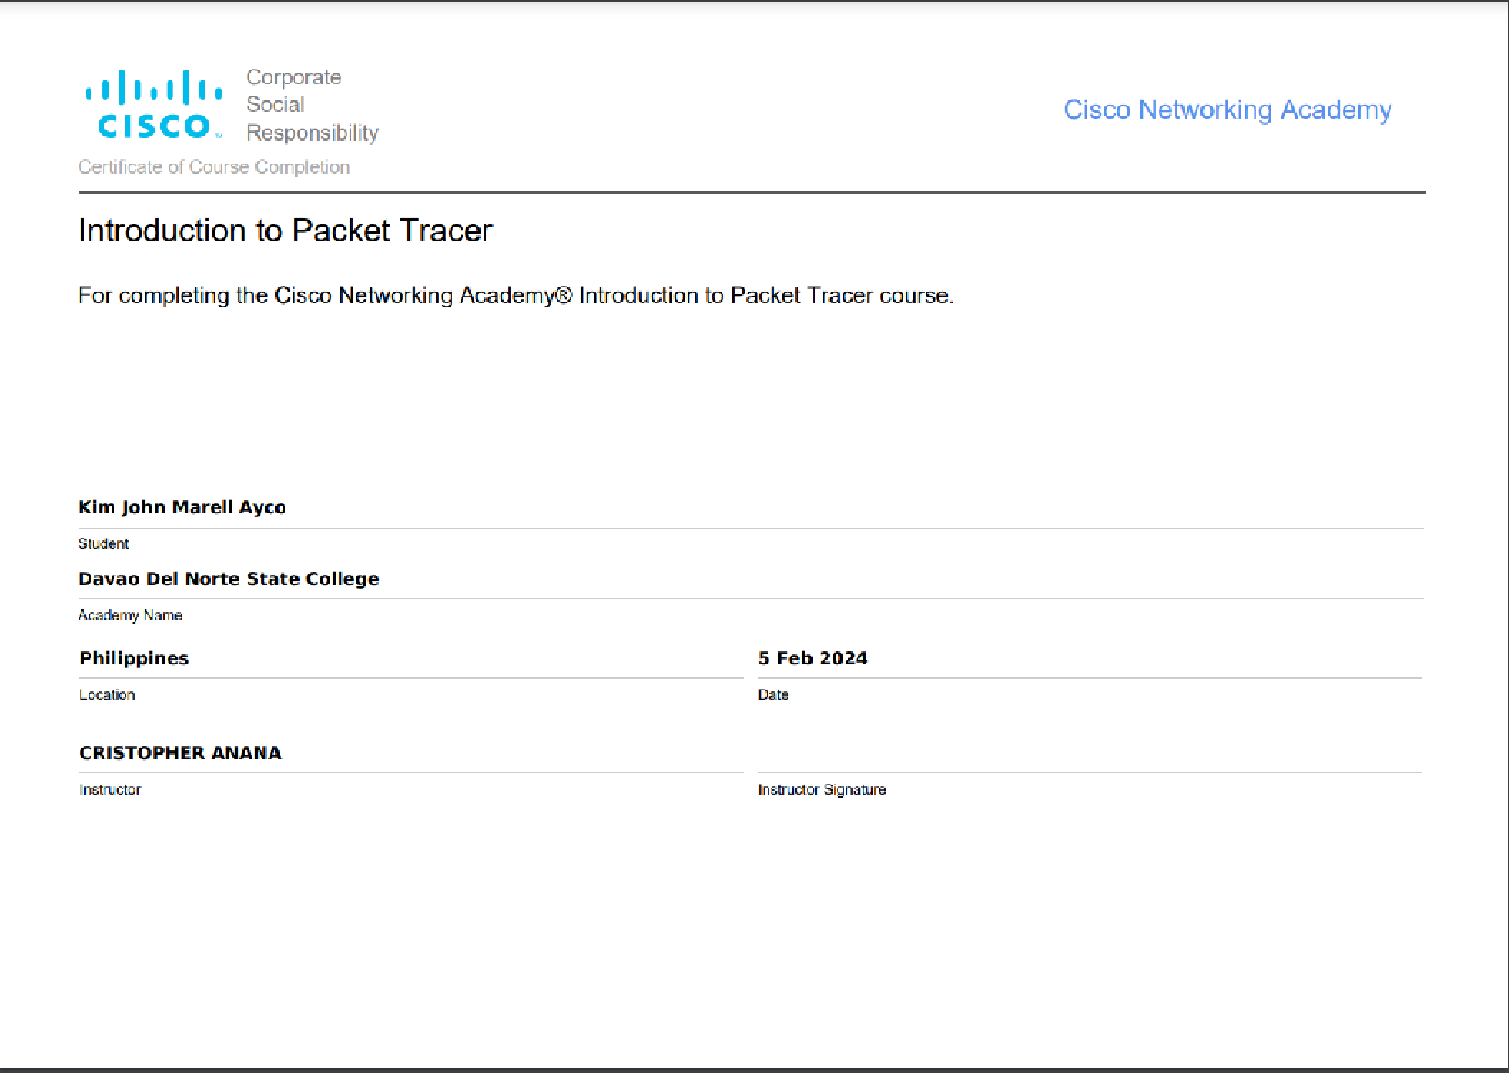 CISCO™
Corporate
Social
Responsibility
Cisco Networking Academy
Certificate of Course Completion
Introduction to Packet Tracer
For completing the Cisco Networking Academy® Introduction to Packet Tracer course.
Kim John Marell Ayco
Student
Davao Del Norte State College
Academy Name
Philippines
Location
5 Feb 2024
Date
CRISTOPHER ANANA
Instructor
Instructor Signature